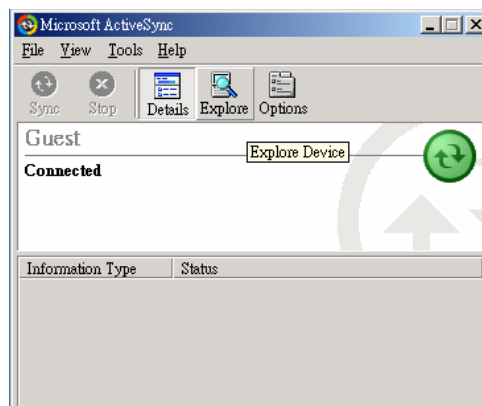 Microsoft ActiveSync
File View Tools Help
Sync Stop Details Explore Options
Guest
Explore Device
Connected
Information Type Status